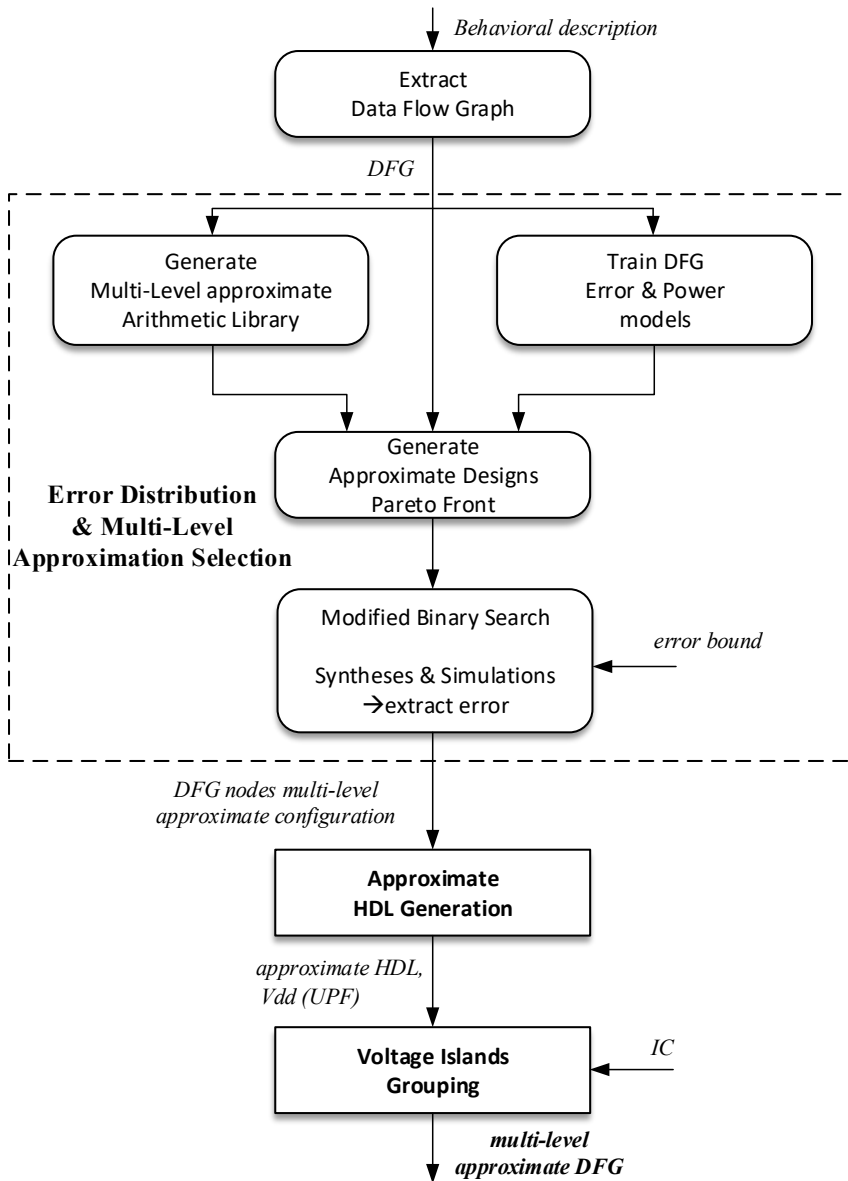 Behavioral description
Extract
Data Flow Graph
DFG
Generate
Multi-Level approximate
Arithmetic Library
Train DFG
Error & Power
models
Generate
Approximate Designs
Pareto Front
Error Distribution
& Multi-Level
Approximation Selection
Modified Binary Search
Syntheses & Simulations
→extract error
error bound
DFG nodes multi-level
approximate configuration
Approximate
HDL Generation
approximate HDL,
Vdd (UPF)
Voltage Islands
Grouping
IC
multi-level
approximate DFG